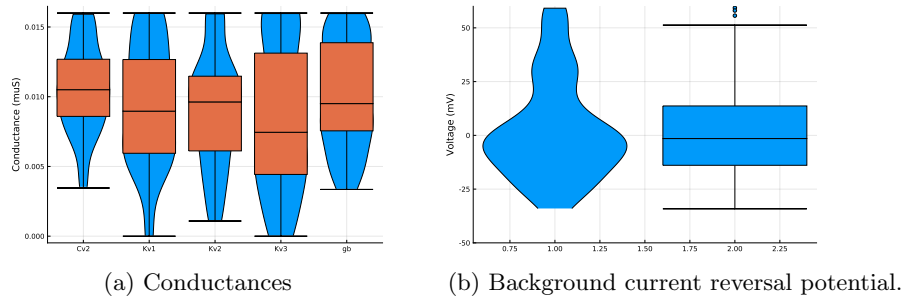 0.015
0.010
0.005
0.000
Conductance (muS)
Cv2 Kv1 Kv2 Kv3 gb
(a) Conductances
50
25
0
-25
-50
Voltage (mV)
0.75 1.00 1.25 1.50 1.75 2.00 2.25
(b) Background current reversal potential.